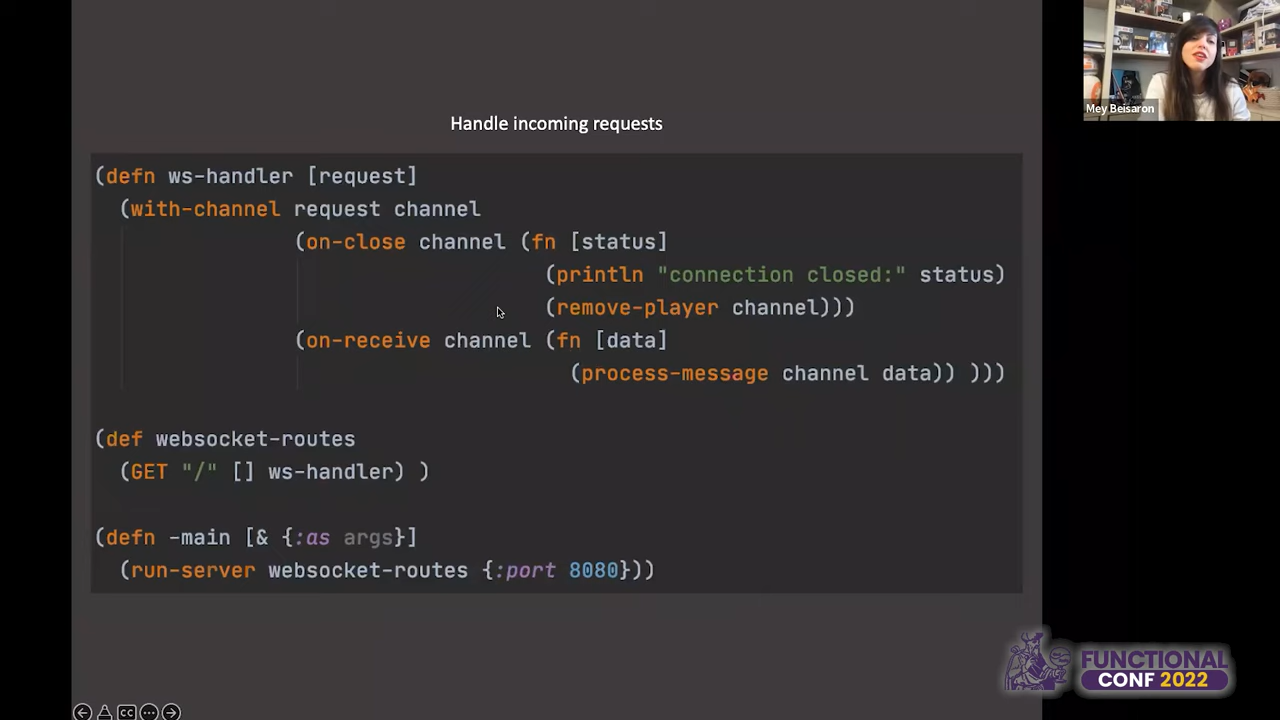 Handle incoming requests
(defn ws-handler [request]
(with-channel request channel
(on-close channel (fn [status]
(println "connection closed:" status)
(remove-player channel)))
(on-receive channel (fn [data]
(process-message channel data)) )))
(def websocket-routes
(GET "/" [] ws-handler) )
(defn -main [& {:as args}]
(run-server websocket-routes {:port 8080}))
Mey Beisaron
FUNCTIONAL
CONF 2022
CC